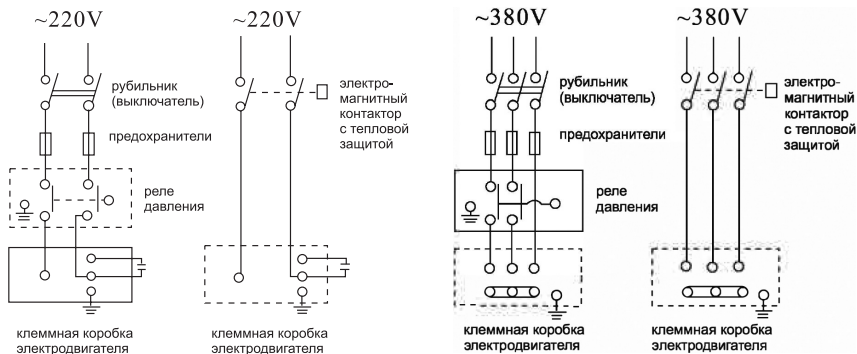 ~220V
рубильник
(выключатель)
предохранители
реле
давления
клеммная коробка
электродвигателя
~220V
электро-
магнитный
контактор
с тепловой
защитой
клеммная коробка
электродвигателя
~380V
рубильник
(выключатель)
предохранители
реле
давления
клеммная коробка
электродвигателя
~380V
электро-
магнитный
контактор
с тепловой
защитой
клеммная коробка
электродвигателя